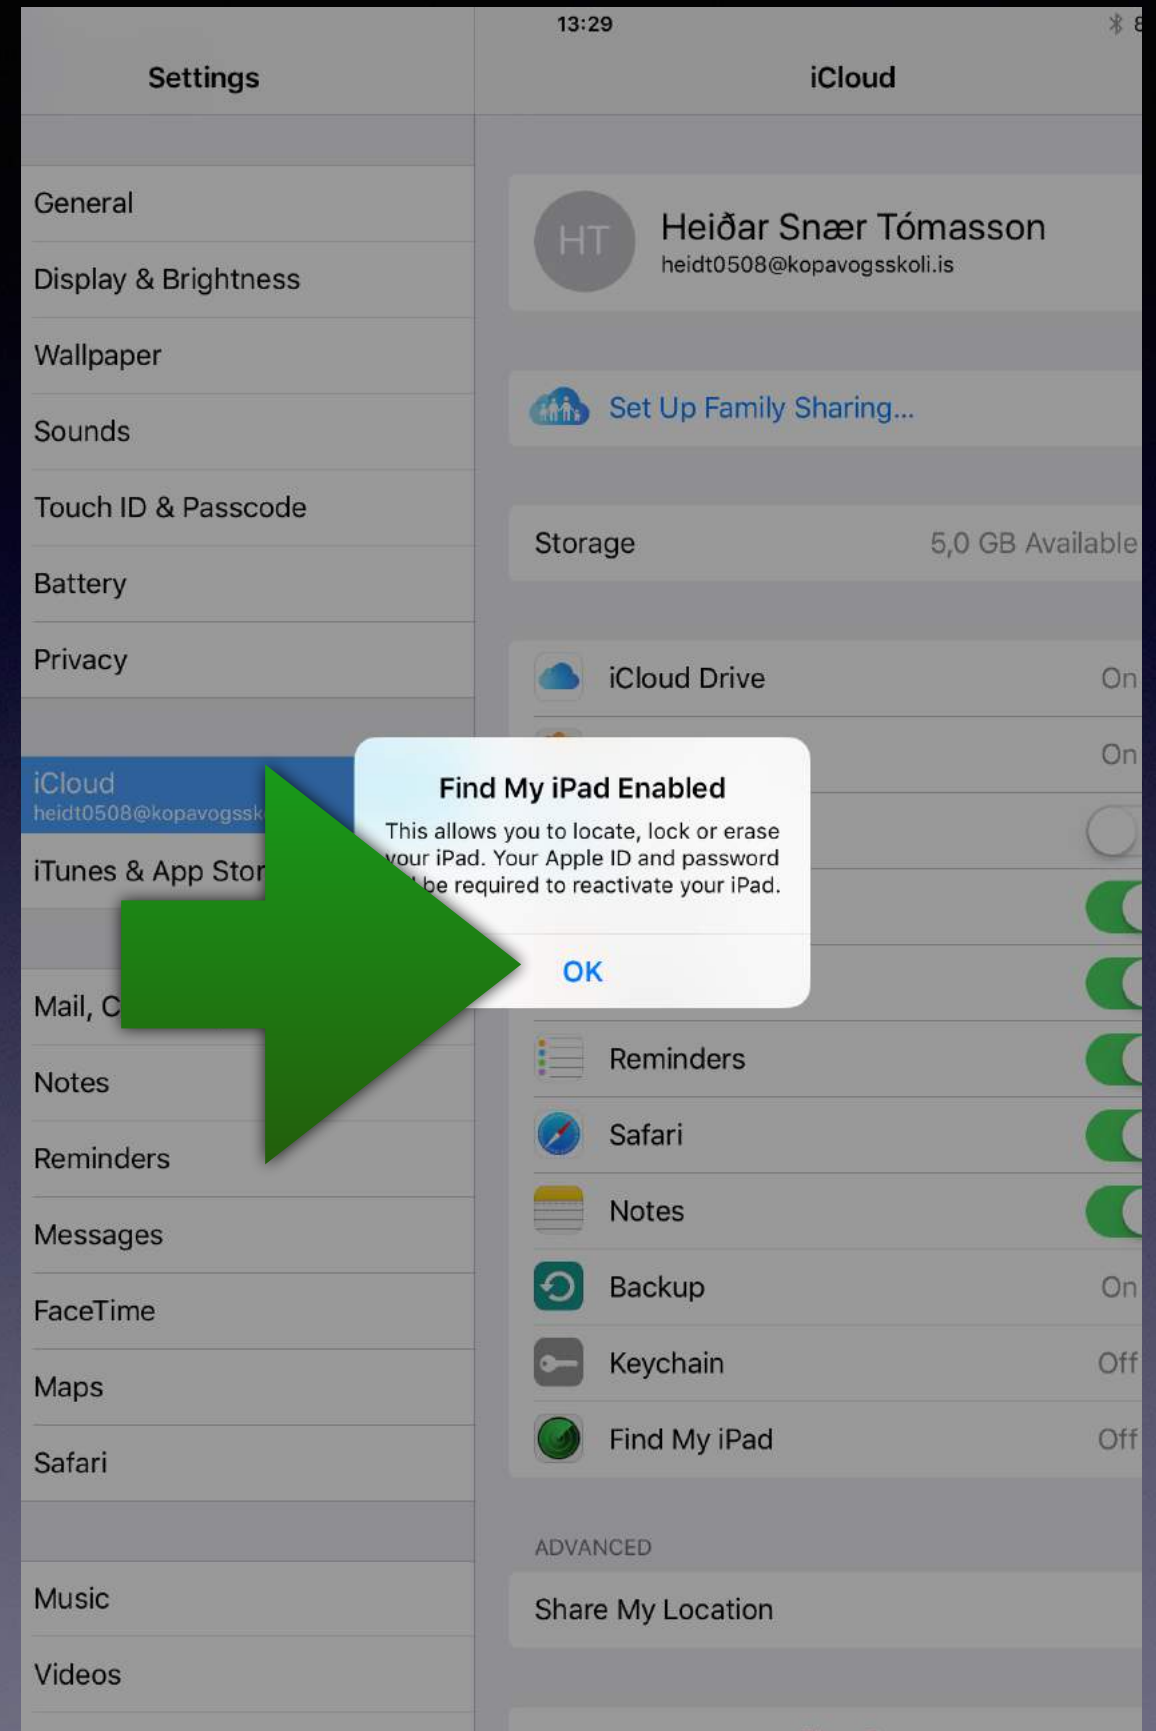 13:29
Settings
iCloud
General
Display & Brightness
Wallpaper
Sounds
Touch ID & Passcode
Battery
Privacy
iCloud
heidt0508@kopavogssk
iTunes & App Stor
Mail, C
Notes
Reminders
Messages
FaceTime
Maps
Safari
Music
Videos
HT
Heiðar Snær Tómasson
heidt0508@kopavogsskoli.is
Set Up Family Sharing...
Storage 5,0 GB Available
iCloud Drive On
On
Find My iPad Enabled
This allows you to locate, lock or erase
your iPad. Your Apple ID and password
be required to reactivate your iPad.
OK
Reminders
Safari
Notes
Backup On
Keychain Off
Find My iPad Off
ADVANCED
Share My Location